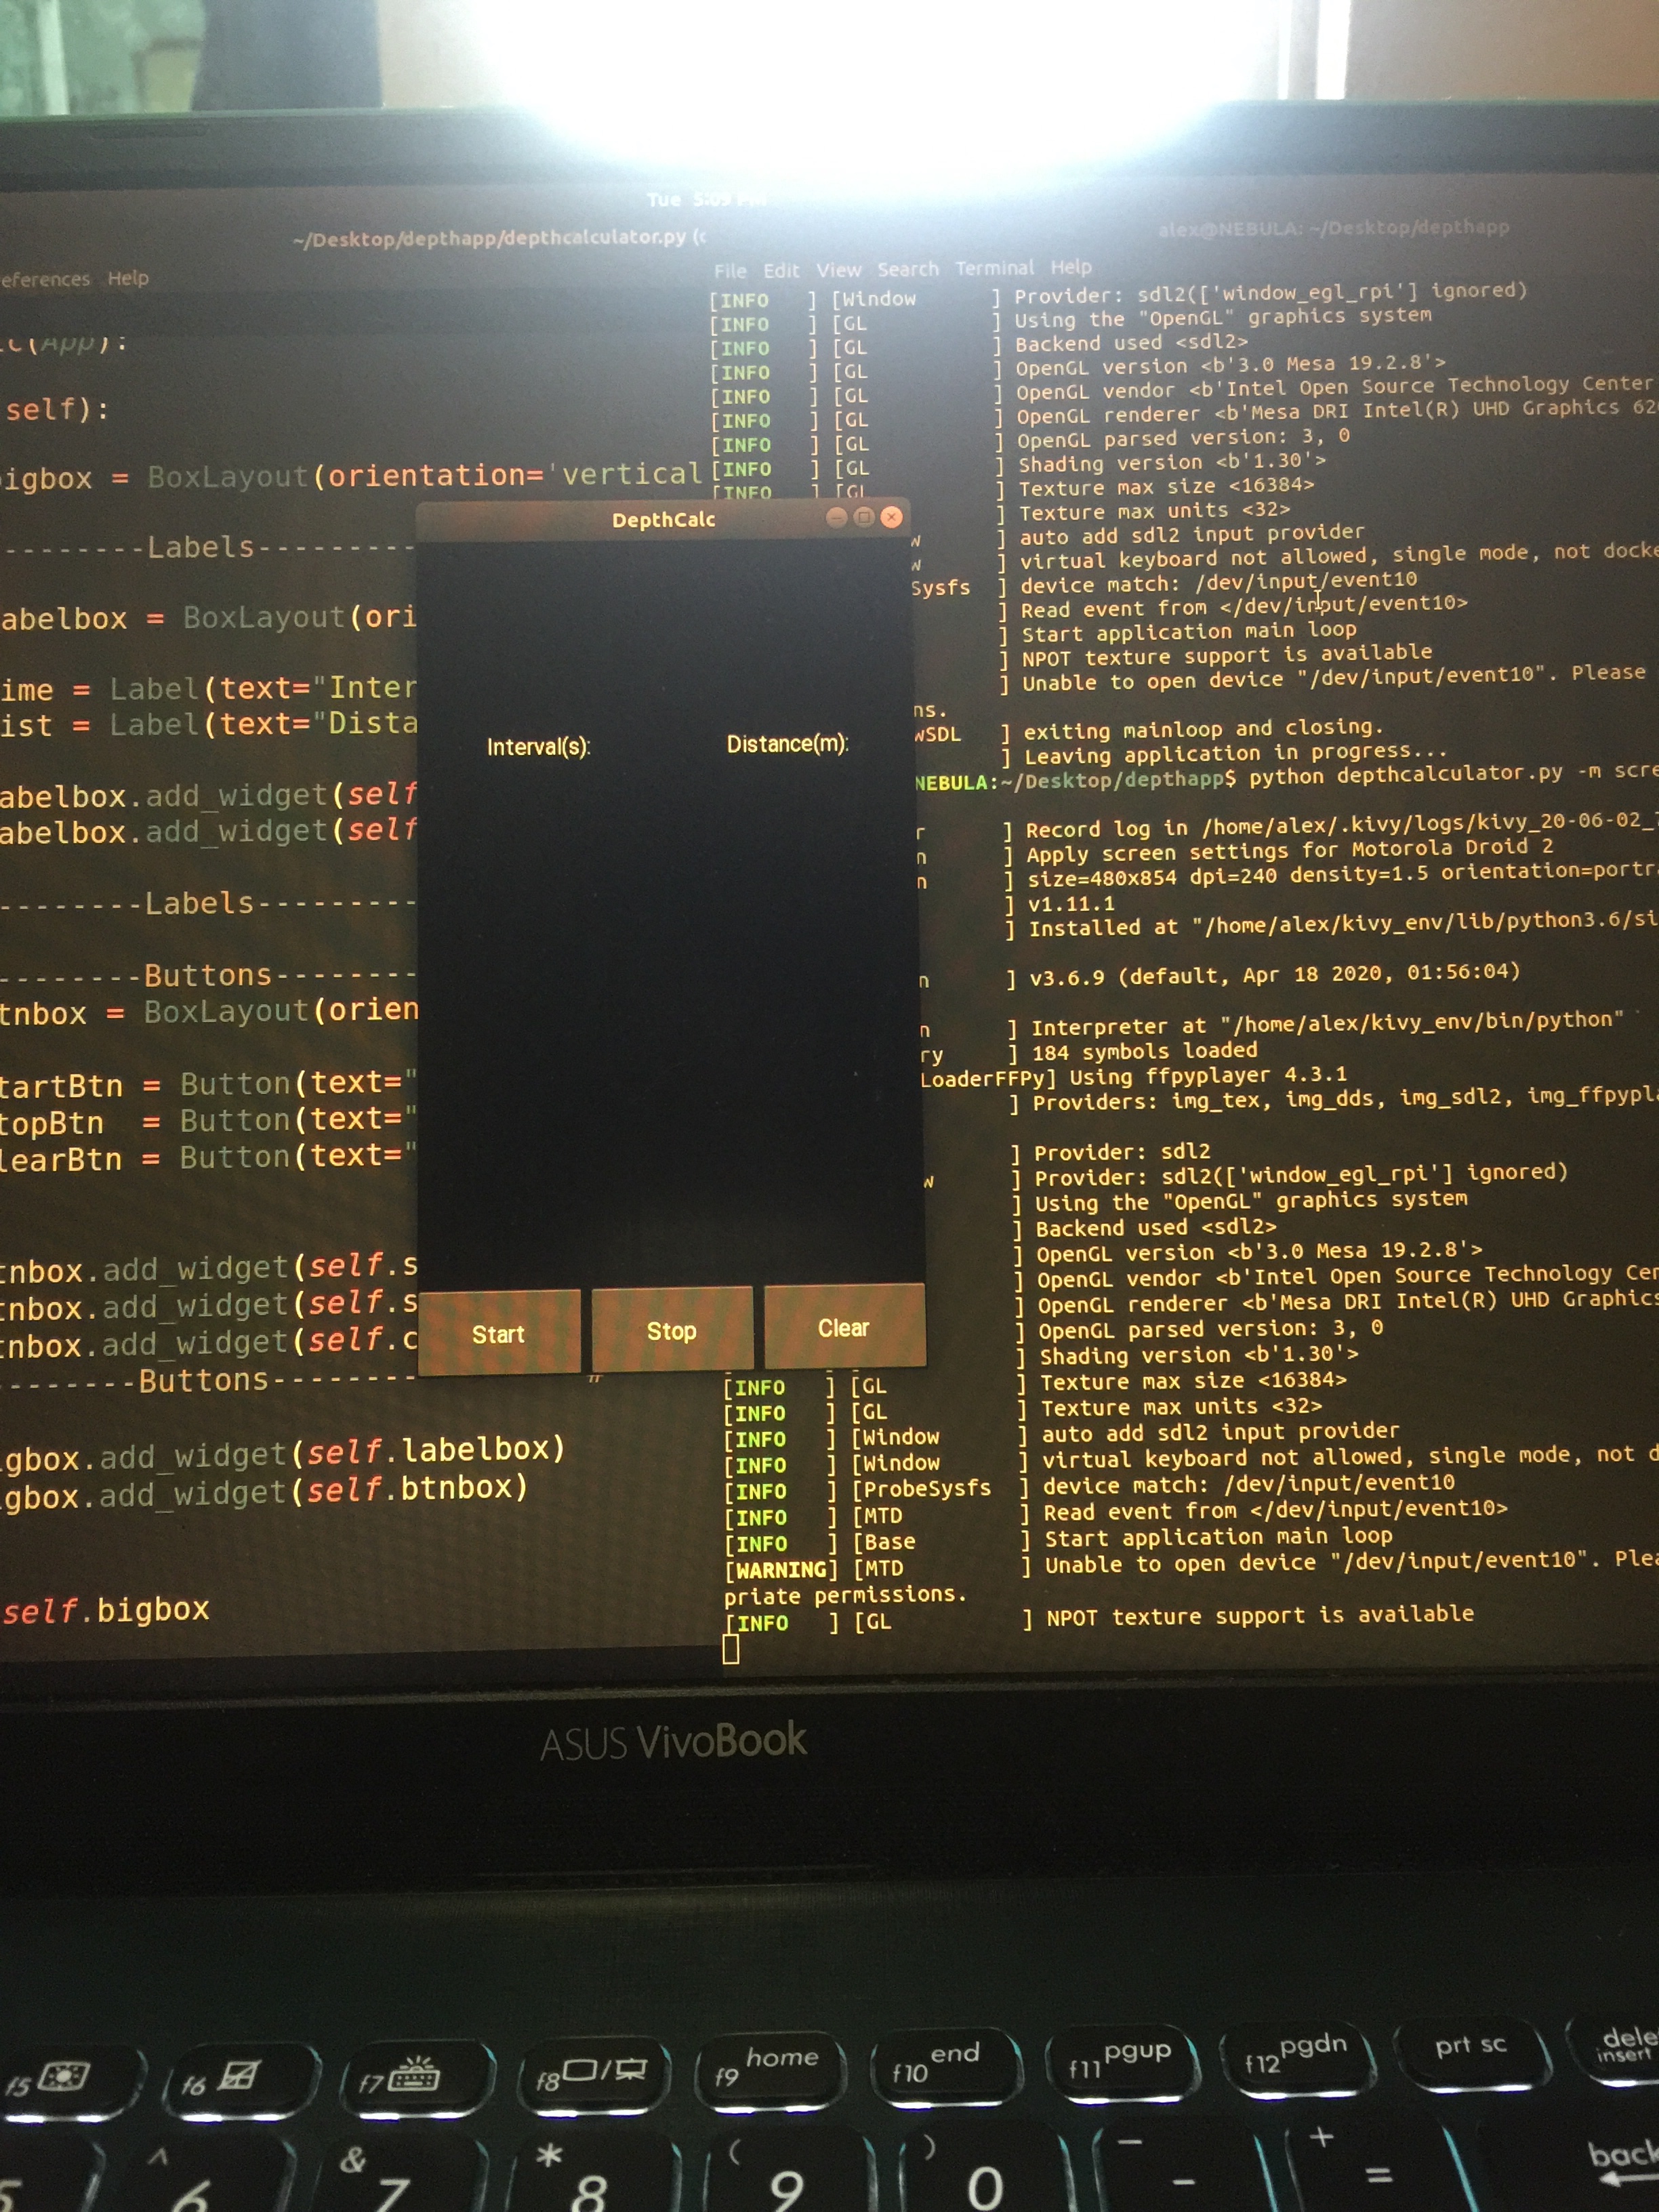 Tue 5:09 PM
~/Desktop/depthapp/depthcalculator.py (
eferences Help
(App):
self):
igbox = BoxLayout(orientation='vertical
--------Labels---------
abelbox = BoxLayout(ori
ime = Label(text="Inter
ist = Label(text="Dista
abelbox.add_widget(self
abelbox.add_widget(self
--------Labels---------
--------Buttons--------
tnbox = BoxLayout(orien
tartBtn = Button(text="
topBtn = Button(text="
learBtn = Button(text="
tnbox.add_widget(self.s
tnbox.add_widget(self.s
tnbox.add_widget(self.c
--------Buttons--------
gbox.add_widget(self.labelbox)
gbox.add_widget(self.btnbox)
self.bigbox
DepthCalc
Interval(s): Distance(m):
Start Stop Clear
alex@NEBULA: ~/Desktop/depthapp
File Edit View Search Terminal Help
[INFO ] [Window ] Provider: sdl2(['window_egl_rpi'] ignored)
[INFO ] [GL ] Using the "OpenGL" graphics system
[INFO ] [GL ] Backend used <sdl2>
[INFO ] [GL ] OpenGL version <b'3.0 Mesa 19.2.8'>
[INFO ] [GL ] OpenGL vendor <b'Intel Open Source Technology Center
[INFO ] [GL ] OpenGL renderer <b'Mesa DRI Intel(R) UHD Graphics 62
[INFO ] [GL ] OpenGL parsed version: 3, 0
[INFO ] [GL ] Shading version <b'1.30'>
[INFO ] [GL ] Texture max size <16384>
] Texture max units <32>
w ] auto add sdl2 input provider
w ] virtual keyboard not allowed, single mode, not docke
Sysfs ] device match: /dev/input/event10
] Read event from </dev/input/event10>
] Start application main loop
] NPOT texture support is available
] Unable to open device "/dev/input/event10". Please
ns.
wSDL ] exiting mainloop and closing.
] Leaving application in progress...
NEBULA:~/Desktop/depthapp$ python depthcalculator.py -m scre
r ] Record log in /home/alex/.kivy/logs/kivy_20-06-02_
n ] Apply screen settings for Motorola Droid 2
n ] size=480x854 dpi=240 density=1.5 orientation=portra
] v1.11.1
] Installed at "/home/alex/kivy_env/lib/python3.6/si
n ] v3.6.9 (default, Apr 18 2020, 01:56:04)
n ] Interpreter at "/home/alex/kivy_env/bin/python"
ry ] 184 symbols loaded
LoaderFFPy] Using ffpyplayer 4.3.1
] Providers: img_tex, img_dds, img_sdl2, img_ffpypla
] Provider: sdl2
w ] Provider: sdl2(['window_egl_rpi'] ignored)
] Using the "OpenGL" graphics system
] Backend used <sdl2>
] OpenGL version <b'3.0 Mesa 19.2.8'>
] OpenGL vendor <b'Intel Open Source Technology Cen
] OpenGL renderer <b'Mesa DRI Intel(R) UHD Graphics
] OpenGL parsed version: 3, 0
] Shading version <b'1.30'>
[INFO ] [GL ] Texture max size <16384>
[INFO ] [GL ] Texture max units <32>
[INFO ] [Window ] auto add sdl2 input provider
[INFO ] [Window ] virtual keyboard not allowed, single mode, not d
[INFO ] [ProbeSysfs ] device match: /dev/input/event10
[INFO ] [MTD ] Read event from </dev/input/event10>
[INFO ] [Base ] Start application main loop
[WARNING] [MTD ] Unable to open device "/dev/input/event10". Plea
priate permissions.
[INFO ] [GL ] NPOT texture support is available
ASUS VivoBook
f5 f6 f7 f8 f9 home f10 end f11 pgup f12 pgdn prt sc dele
insert
^ & * ( ) _ +
5 6 7 8 9 0 - = back